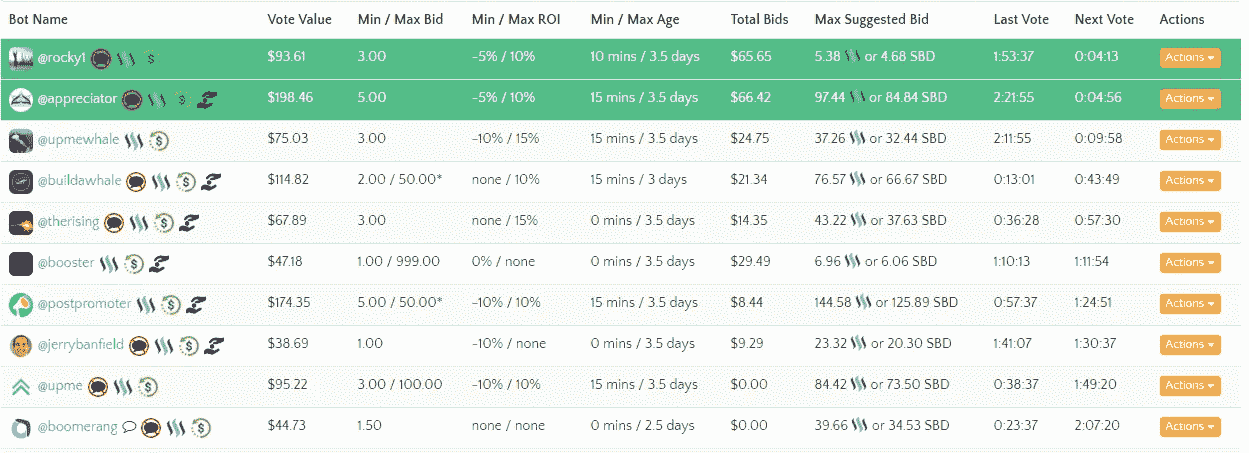 Bot Name Vote Value Min / Max Bid Min / Max ROI Min / Max Age Total Bids Max Suggested Bid Last Vote Next Vote Actions
@rocky1 $93.61 3.00 -5% / 10% 10 mins / 3.5 days $65.65 5.38 or 4.68 SBD 1:53:37 0:04:13 Actions
@appreciator $198.46 5.00 -5% / 10% 15 mins / 3.5 days $66.42 97.44 or 84.84 SBD 2:21:55 0:04:56 Actions
@upmewhale $75.03 3.00 -10% / 15% 15 mins / 3.5 days $24.75 37.26 or 32.44 SBD 2:11:55 0:09:58 Actions
@buildawhale $114.82 2.00 / 50.00* none / 10% 15 mins / 3 days $21.34 76.57 or 66.67 SBD 0:13:01 0:43:49 Actions
@therising $67.89 3.00 none / 15% 0 mins / 3.5 days $14.35 43.22 or 37.63 SBD 0:36:28 0:57:30 Actions
@booster $47.18 1.00 / 999.00 0% / none 0 mins / 3.5 days $29.49 6.96 or 6.06 SBD 1:10:13 1:11:54 Actions
@postpromoter $174.35 5.00 / 50.00* -10% / 10% 15 mins / 3.5 days $8.44 144.58 or 125.89 SBD 0:57:37 1:24:51 Actions
@jerrybanfield $38.69 1.00 -10% / none 0 mins / 3.5 days $9.29 23.32 or 20.30 SBD 1:41:07 1:30:37 Actions
@upme $95.22 3.00 / 100.00 -10% / 10% 15 mins / 3.5 days $0.00 84.42 or 73.50 SBD 0:38:37 1:49:20 Actions
@boomerang $44.73 1.50 none / none 0 mins / 2.5 days $0.00 39.66 or 34.53 SBD 0:23:37 2:07:20 Actions